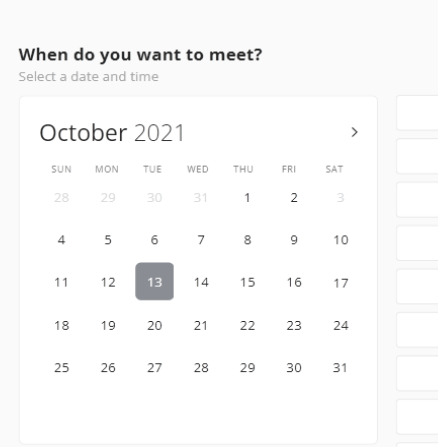 When do you want to meet?
Select a date and time
October 2021
SUN MON TUE WED THU FRI SAT
28 29 30 31 1 2 3
4 5 6 7 8 9 10
11 12 13 14 15 16 17
18 19 20 21 22 23 24
25 26 27 28 29 30 31